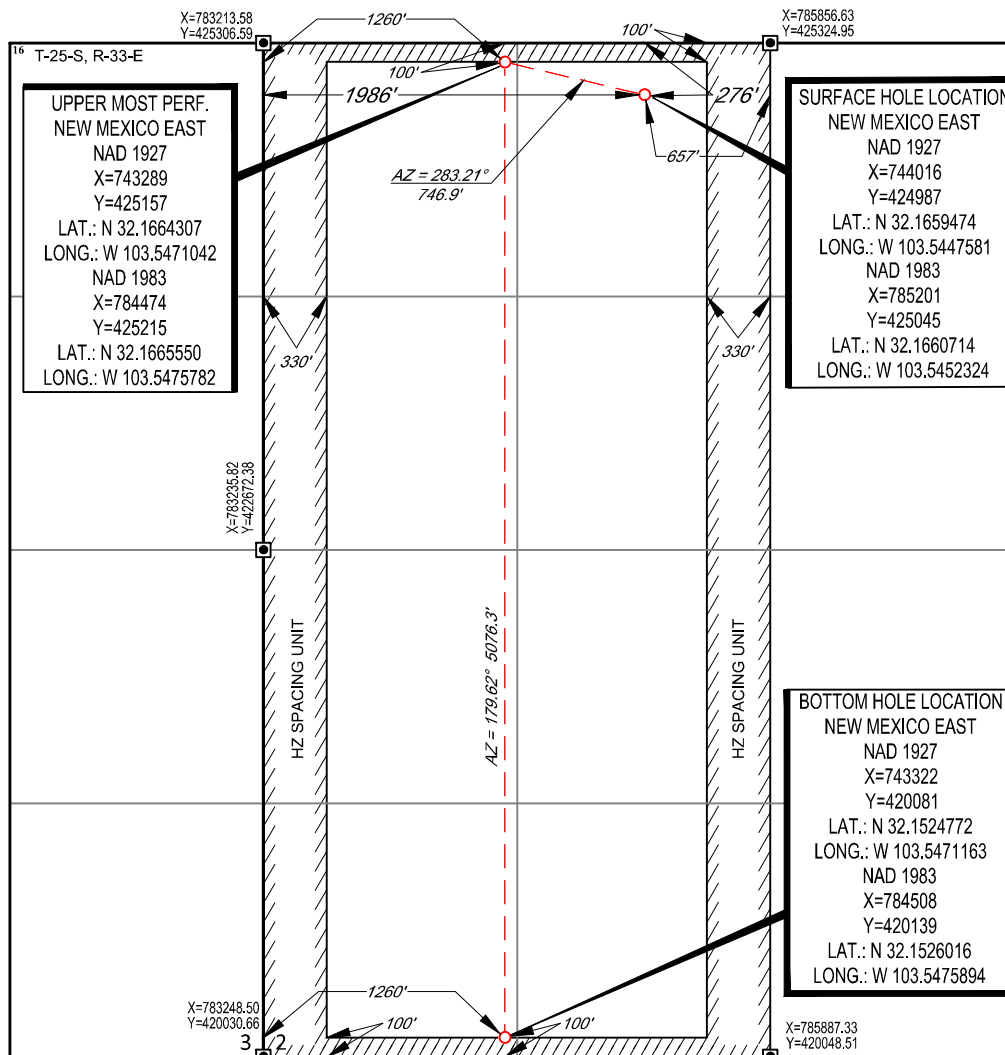 X=783213.58
Y=425306.59
1260'
100'
X=785856.63
Y=425324.95
16 T-25-S, R-33-E
100'
1986'
276'
657'
AZ = 283.21°
746.9'
UPPER MOST PERF.
NEW MEXICO EAST
NAD 1927
X=743289
Y=425157
LAT.: N 32.1664307
LONG.: W 103.5471042
NAD 1983
X=784474
Y=425215
LAT.: N 32.1665550
LONG.: W 103.5475782
SURFACE HOLE LOCATION
NEW MEXICO EAST
NAD 1927
X=744016
Y=424987
LAT.: N 32.1659474
LONG.: W 103.5447581
NAD 1983
X=785201
Y=425045
LAT.: N 32.1660714
LONG.: W 103.5452324
330'
330'
X=783235.82
Y=422672.38
HZ SPACING UNIT
AZ = 179.62° 5076.3'
HZ SPACING UNIT
BOTTOM HOLE LOCATION
NEW MEXICO EAST
NAD 1927
X=743322
Y=420081
LAT.: N 32.1524772
LONG.: W 103.5471163
NAD 1983
X=784508
Y=420139
LAT.: N 32.1526016
LONG.: W 103.5475894
X=783248.50
Y=420030.66
1260'
100'
100'
3 2
X=785887.33
Y=420048.51